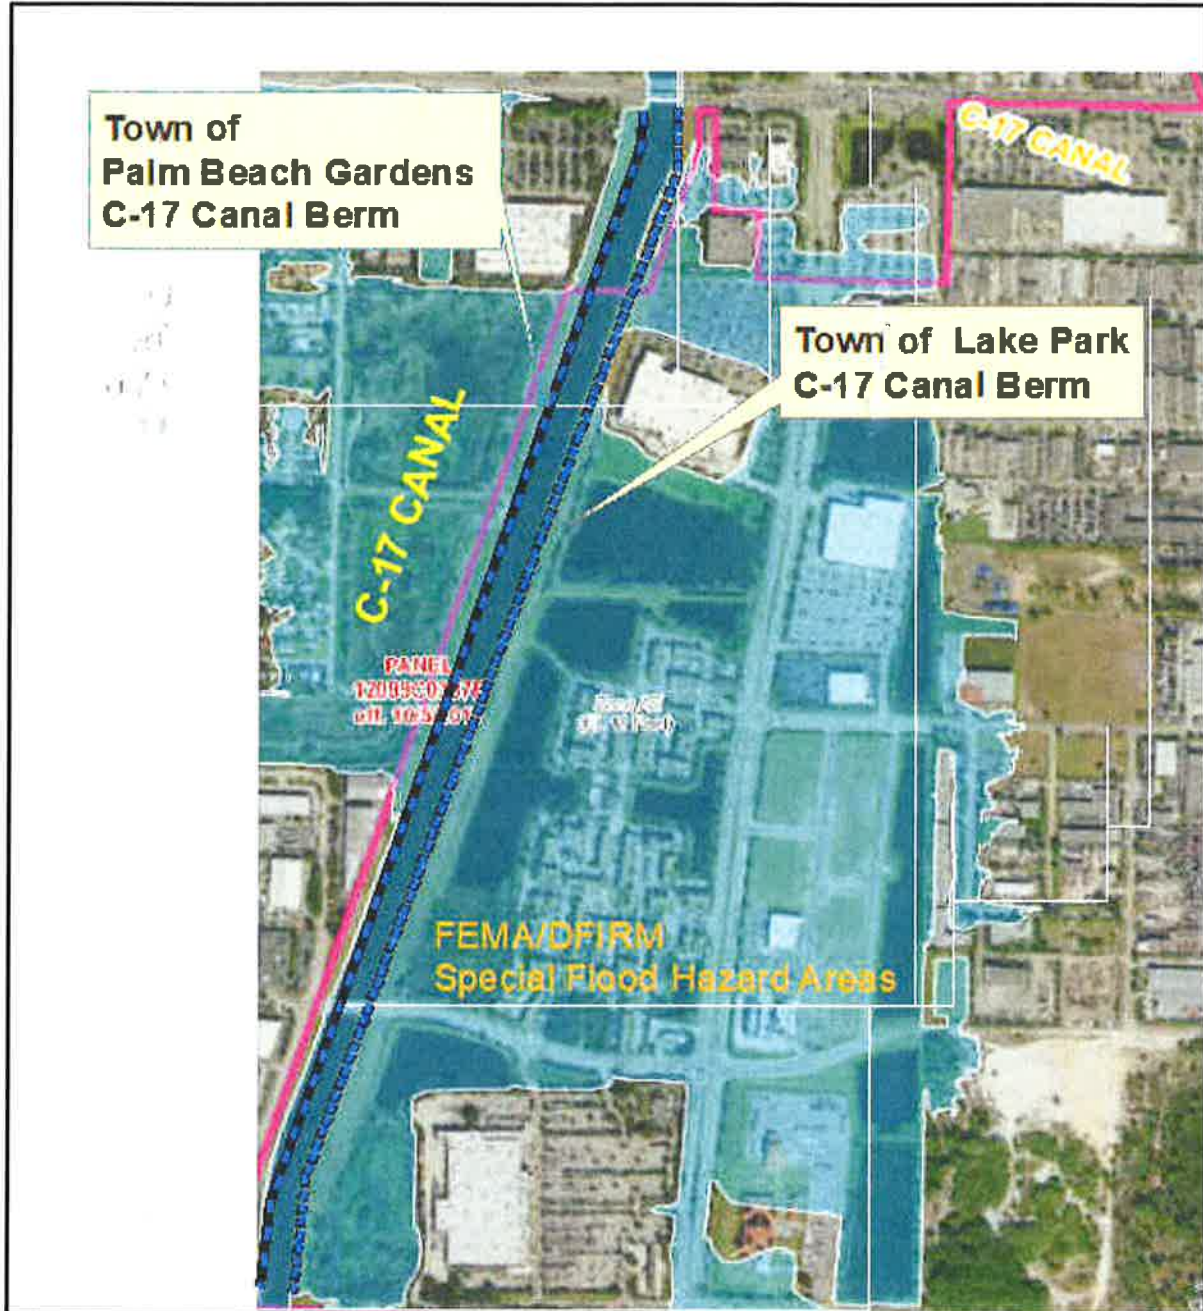 Town of
Palm Beach Gardens
C-17 Canal Berm
C-17 CANAL
Town of Lake Park
C-17 Canal Berm
C-17 CANAL
PANEL
eff.
FEMA/DFIRM
Special Flood Hazard Areas